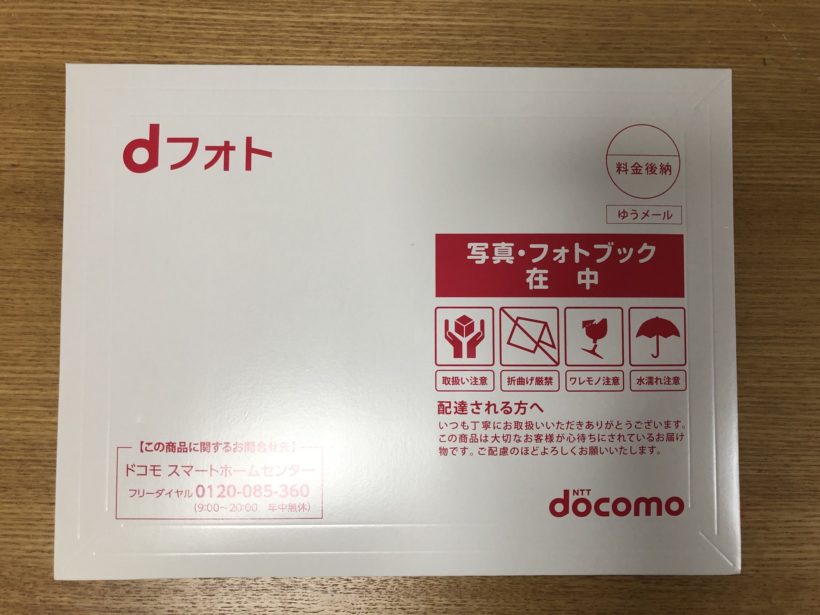 dフォト
料金後納
ゆうメール
写真・フォトブック
在 中
取扱い注意
折曲げ厳禁
ワレモノ注意
水濡れ注意
配達される方へ
いつも丁寧にお取扱いいただきありがとうございます。
この商品は大切なお客様が心待ちにされているお届け
物です。ご配慮のほどよろしくお願いいたします。
【この商品に関するお問合せ先】
ドコモ スマートホームセンター
フリーダイヤル 0120-085-360
(9:00〜20:00 年中無休)
NTT
docomo